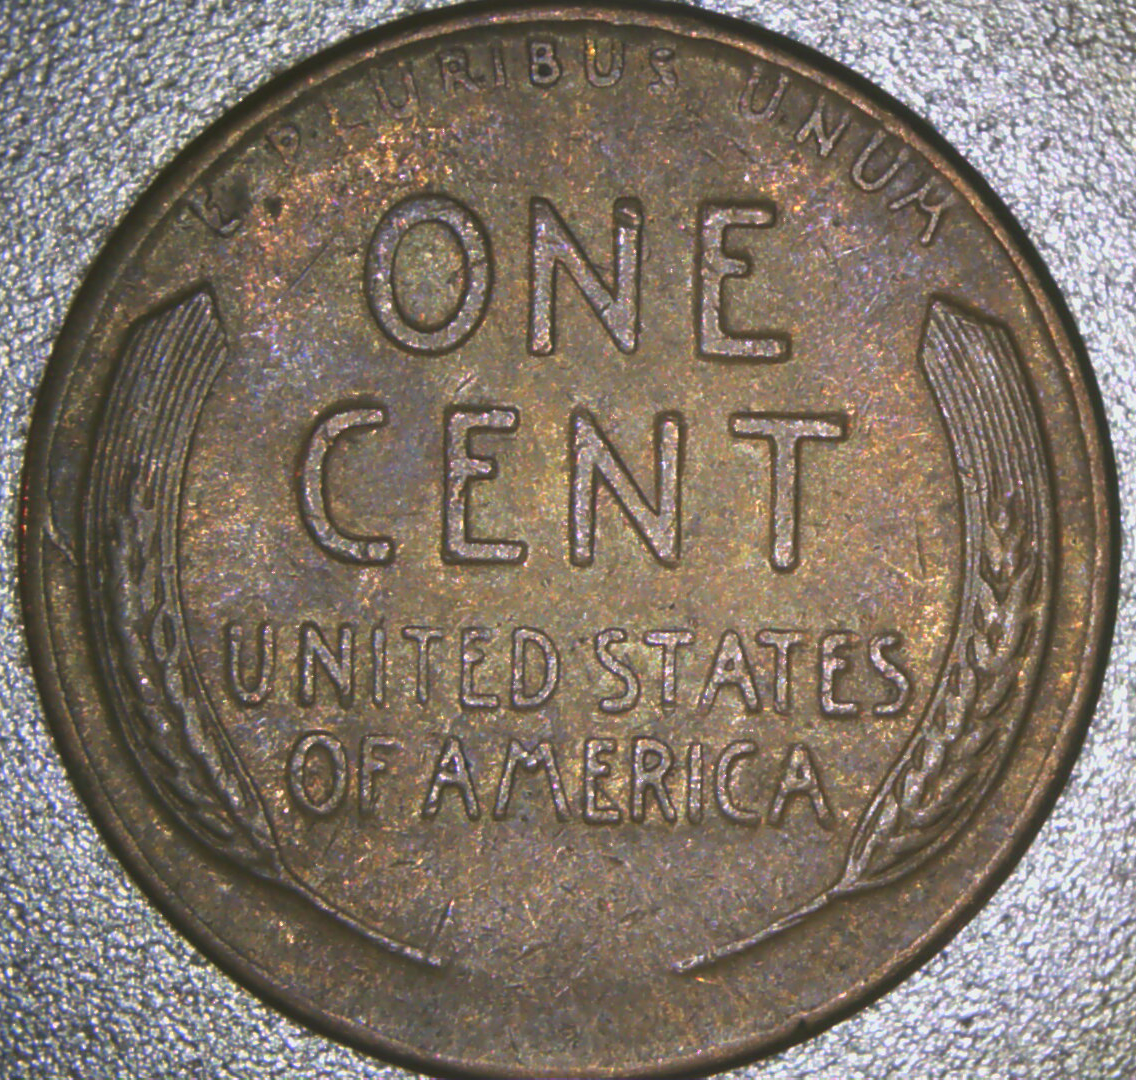 E·PLURIBUS UNUM
ONE
CENT
UNITED STATES
OF AMERICA